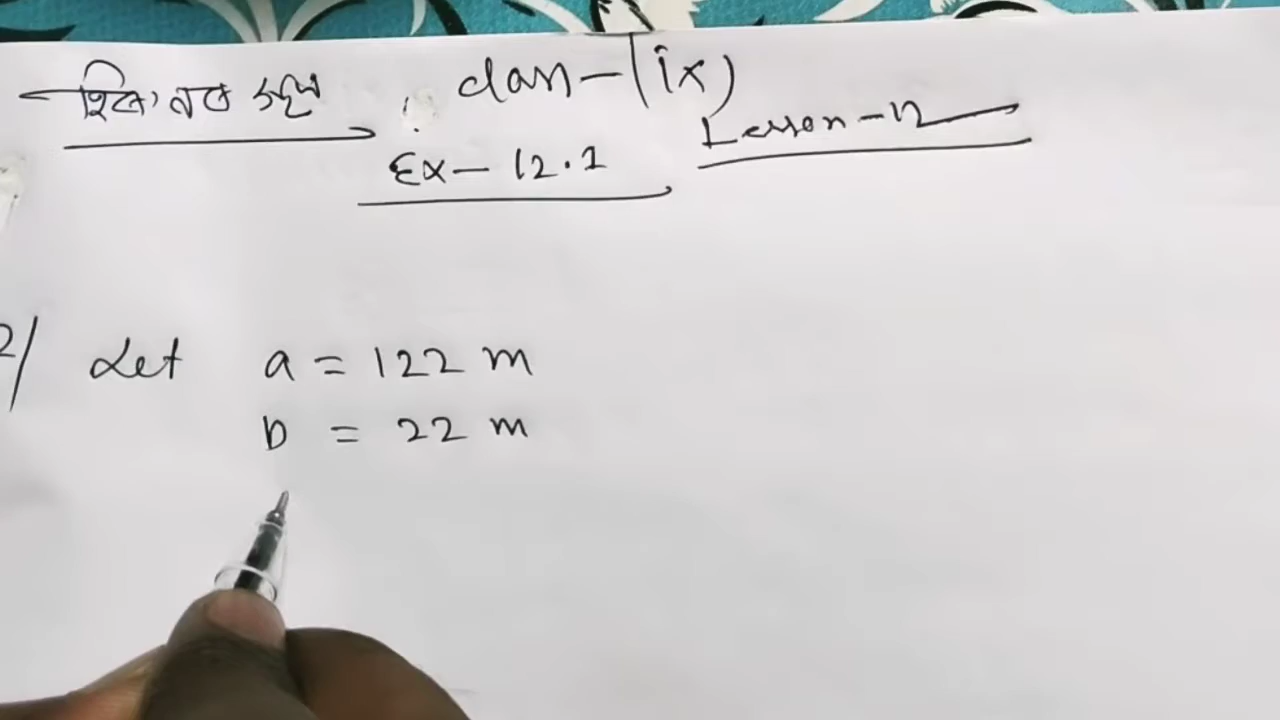 class-(ix)
Lesson-12
Ex-12.1
2/ Let a = 122 m
b = 22 m